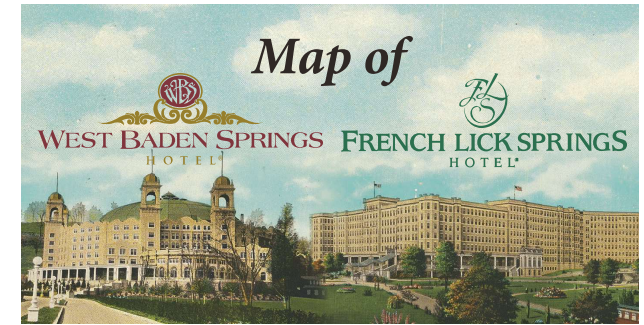 Map of
WBS
WEST BADEN SPRINGS
HOTEL®
FLS
FRENCH LICK SPRINGS
HOTEL®